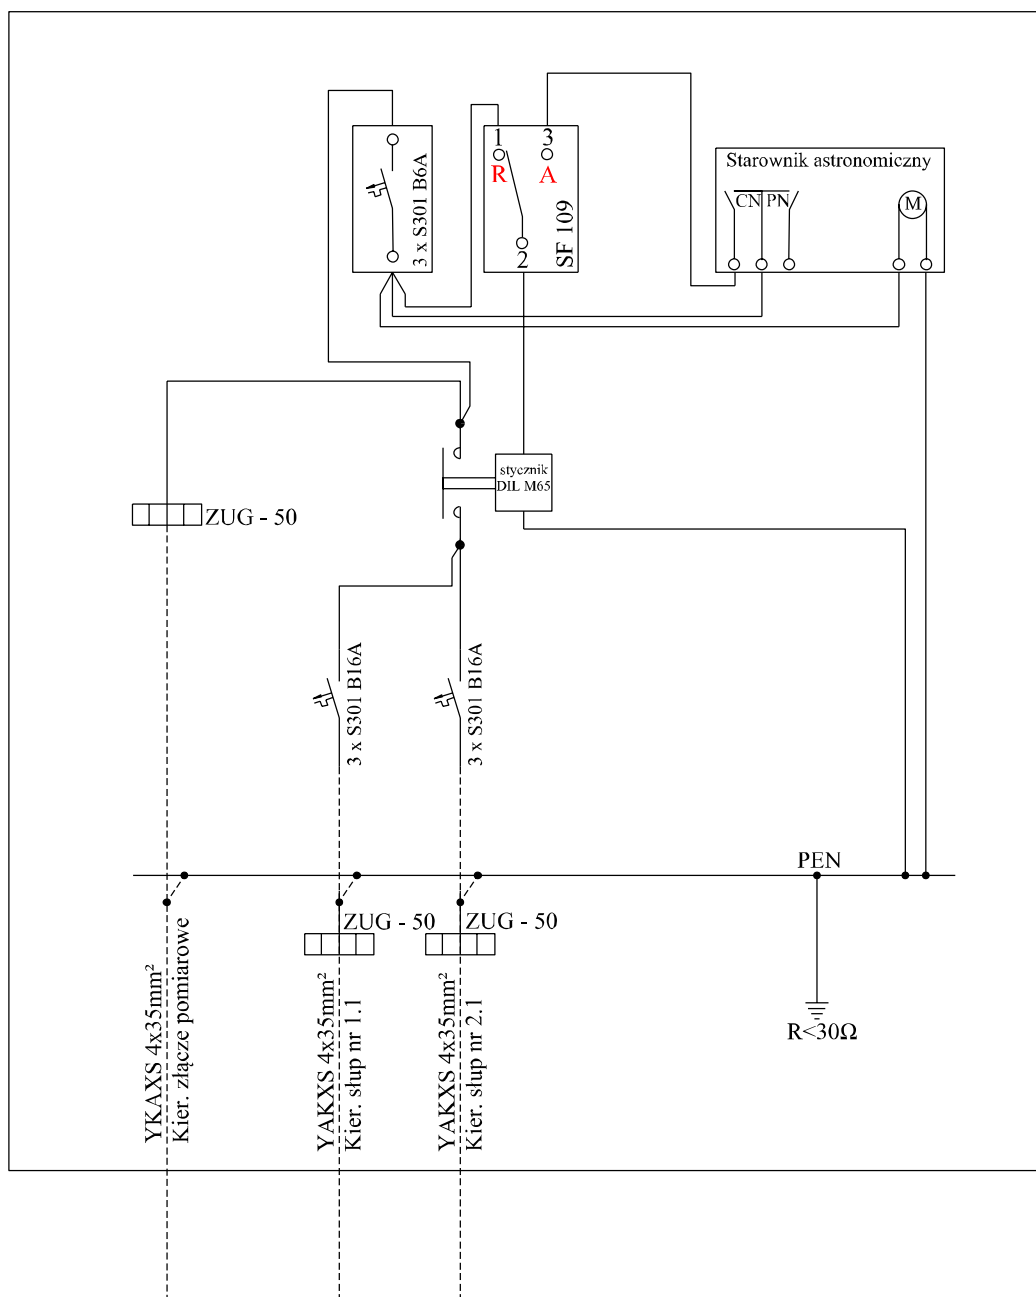 1
3
R
A
2
SF 109
3 x S301 B6A
Starownik astronomiczny
CN PN
M
stycznik
DIL M65
ZUG - 50
3 x S301 B16A
3 x S301 B16A
PEN
ZUG - 50
ZUG - 50
YKAXS 4x35mm²
Kier. złącze pomiarowe
YAKXS 4x35mm²
Kier. słup nr 1.1
YAKXS 4x35mm²
Kier. słup nr 2.1
R<30Ω